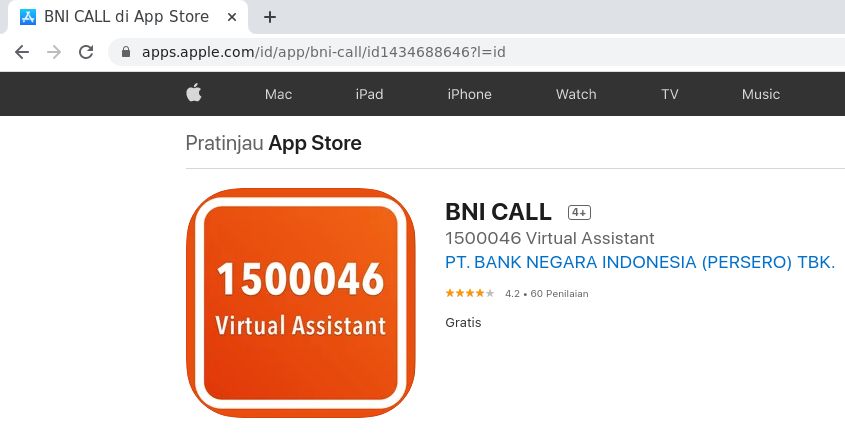 BNI CALL di App Store
apps.apple.com/id/app/bni-call/id1434688646?l=id
Mac iPad iPhone Watch TV Music
Pratinjau App Store
1500046
Virtual Assistant
BNI CALL 4+
1500046 Virtual Assistant
PT. BANK NEGARA INDONESIA (PERSERO) TBK.
4.2 • 60 Penilaian
Gratis